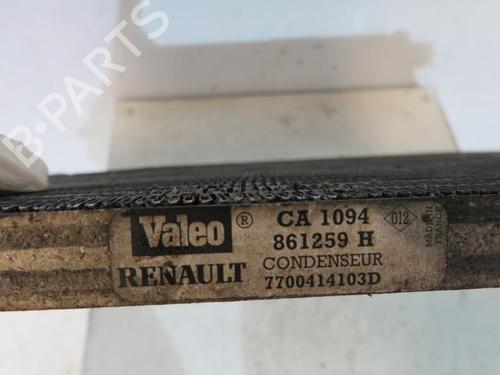 B-PARTS
Valeo ® CA 1094
861259 H
012
MADE IN
FRANCE
RENAULT CONDENSEUR
7700414103D